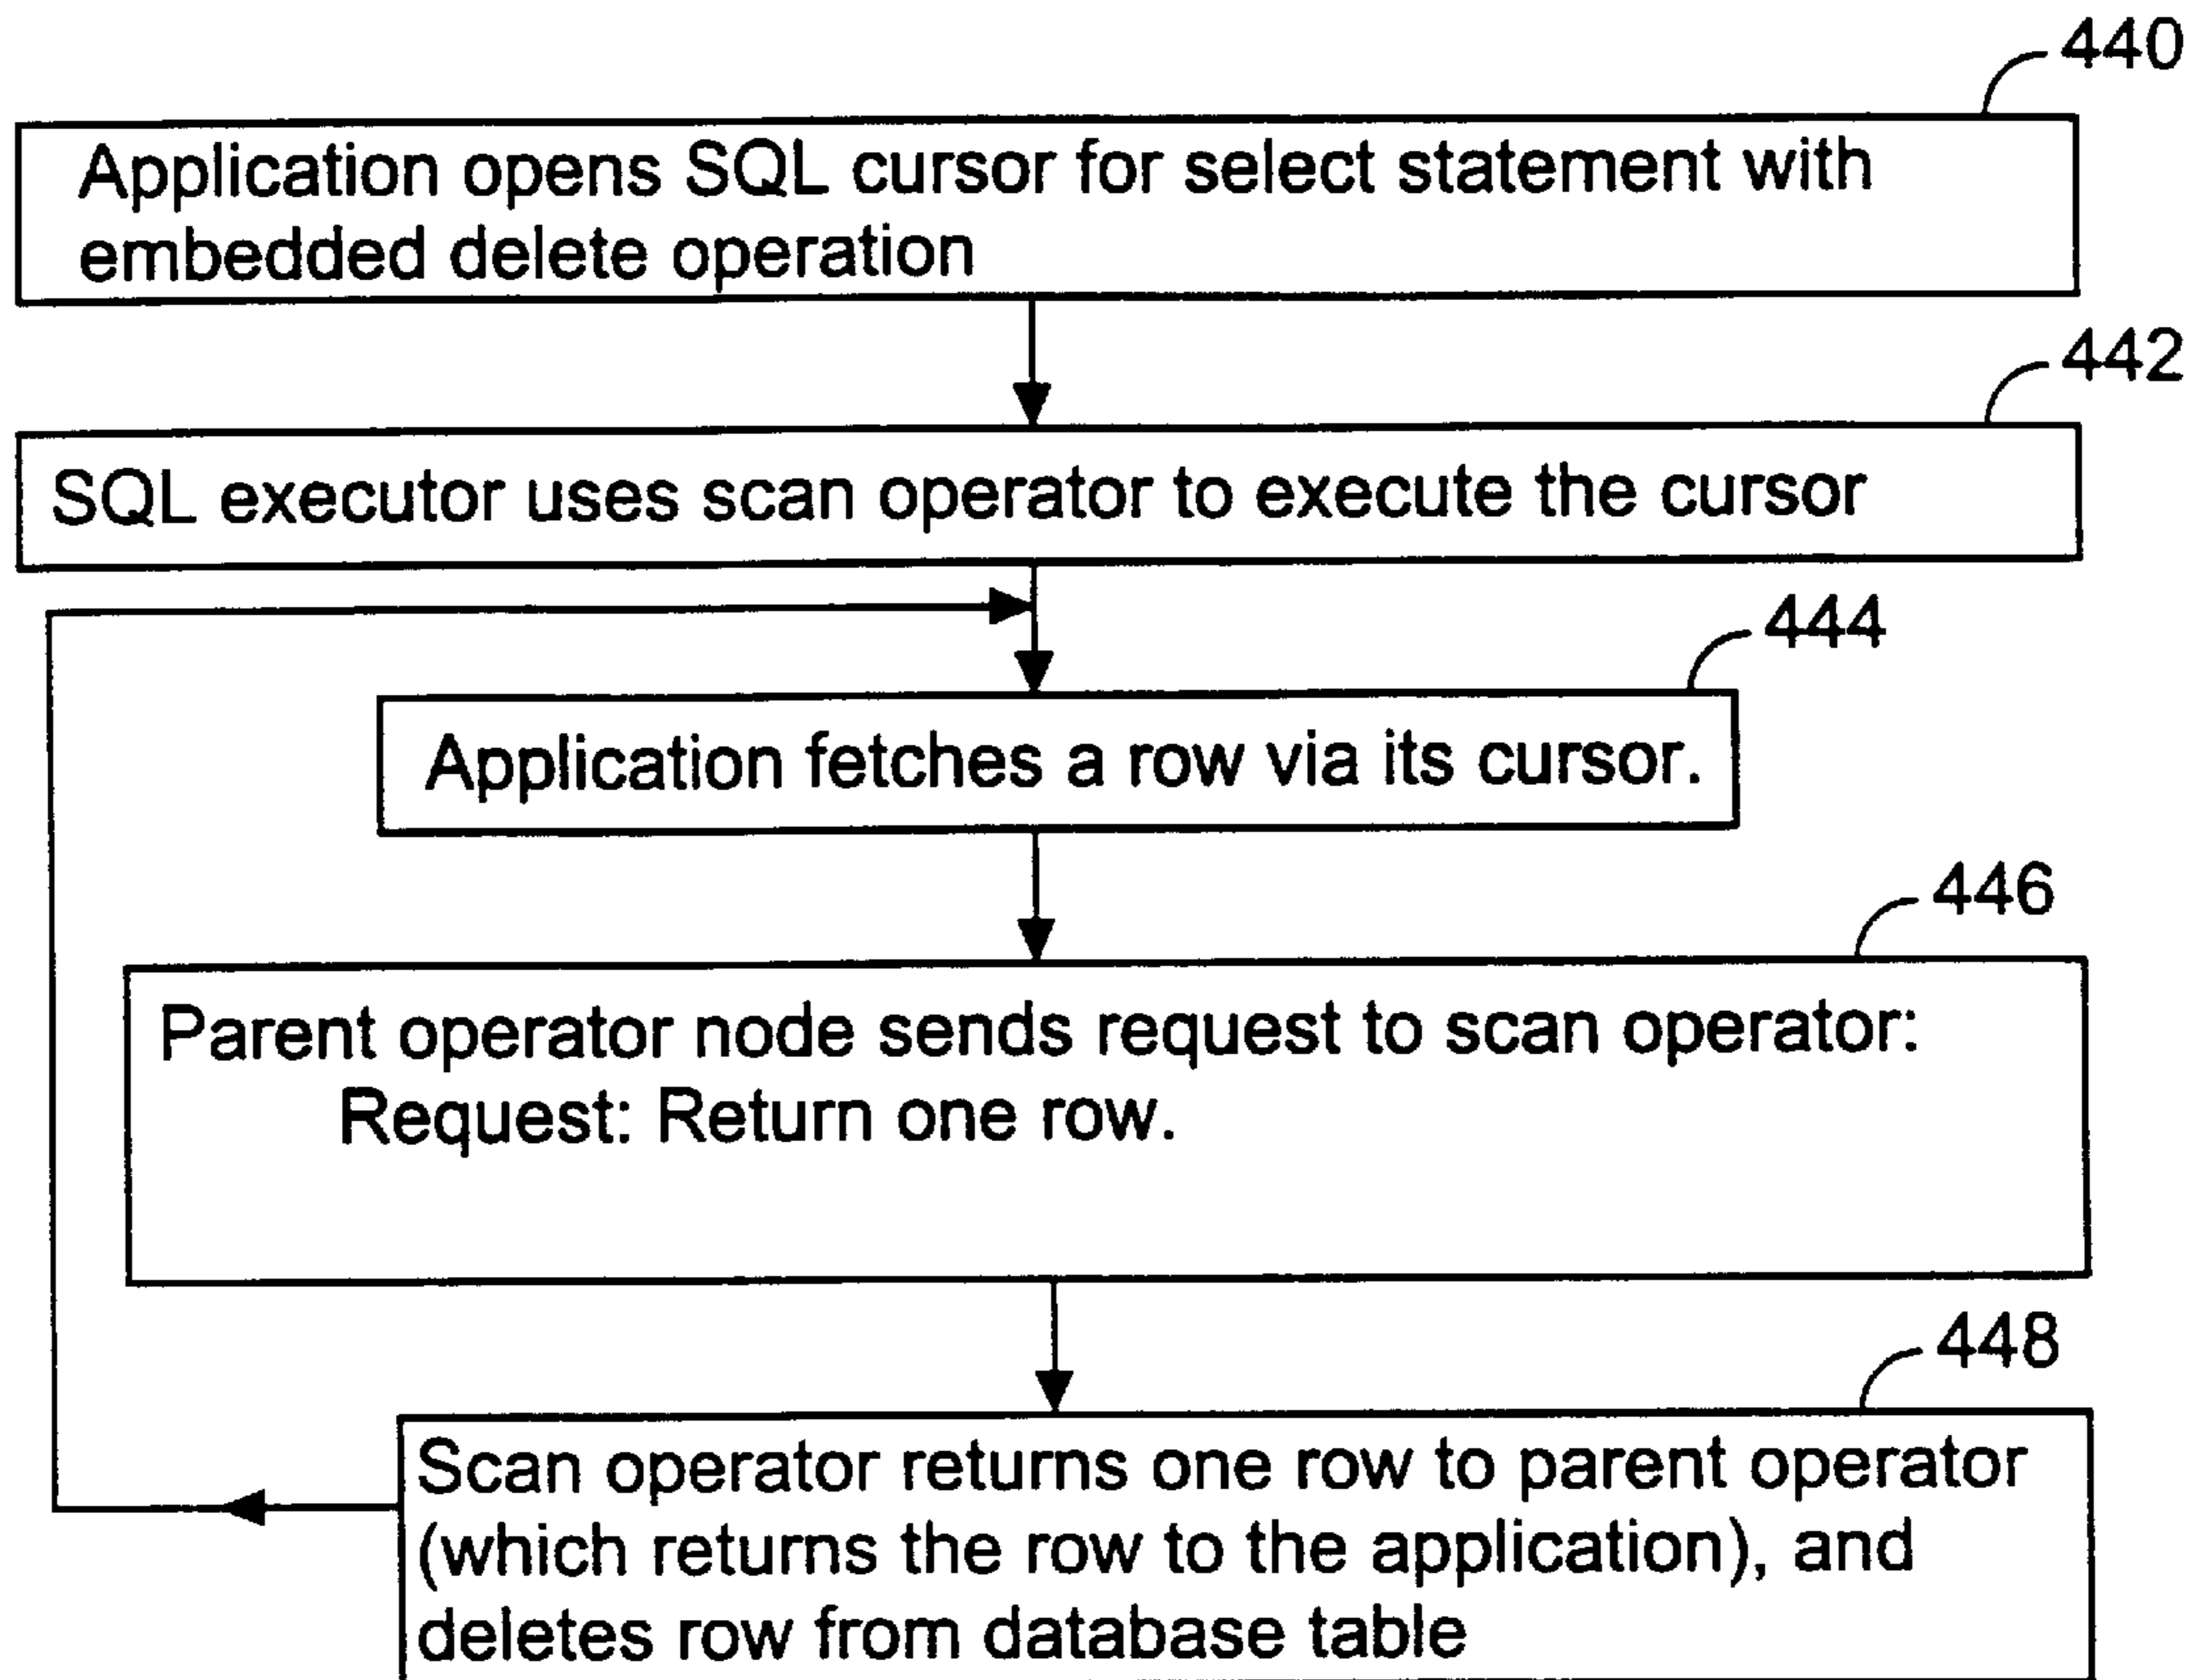 440
Application opens SQL cursor for select statement with
embedded delete operation
442
SQL executor uses scan operator to execute the cursor
444
Application fetches a row via its cursor.
446
Parent operator node sends request to scan operator:
Request: Return one row.
448
Scan operator returns one row to parent operator
(which returns the row to the application), and
deletes row from database table